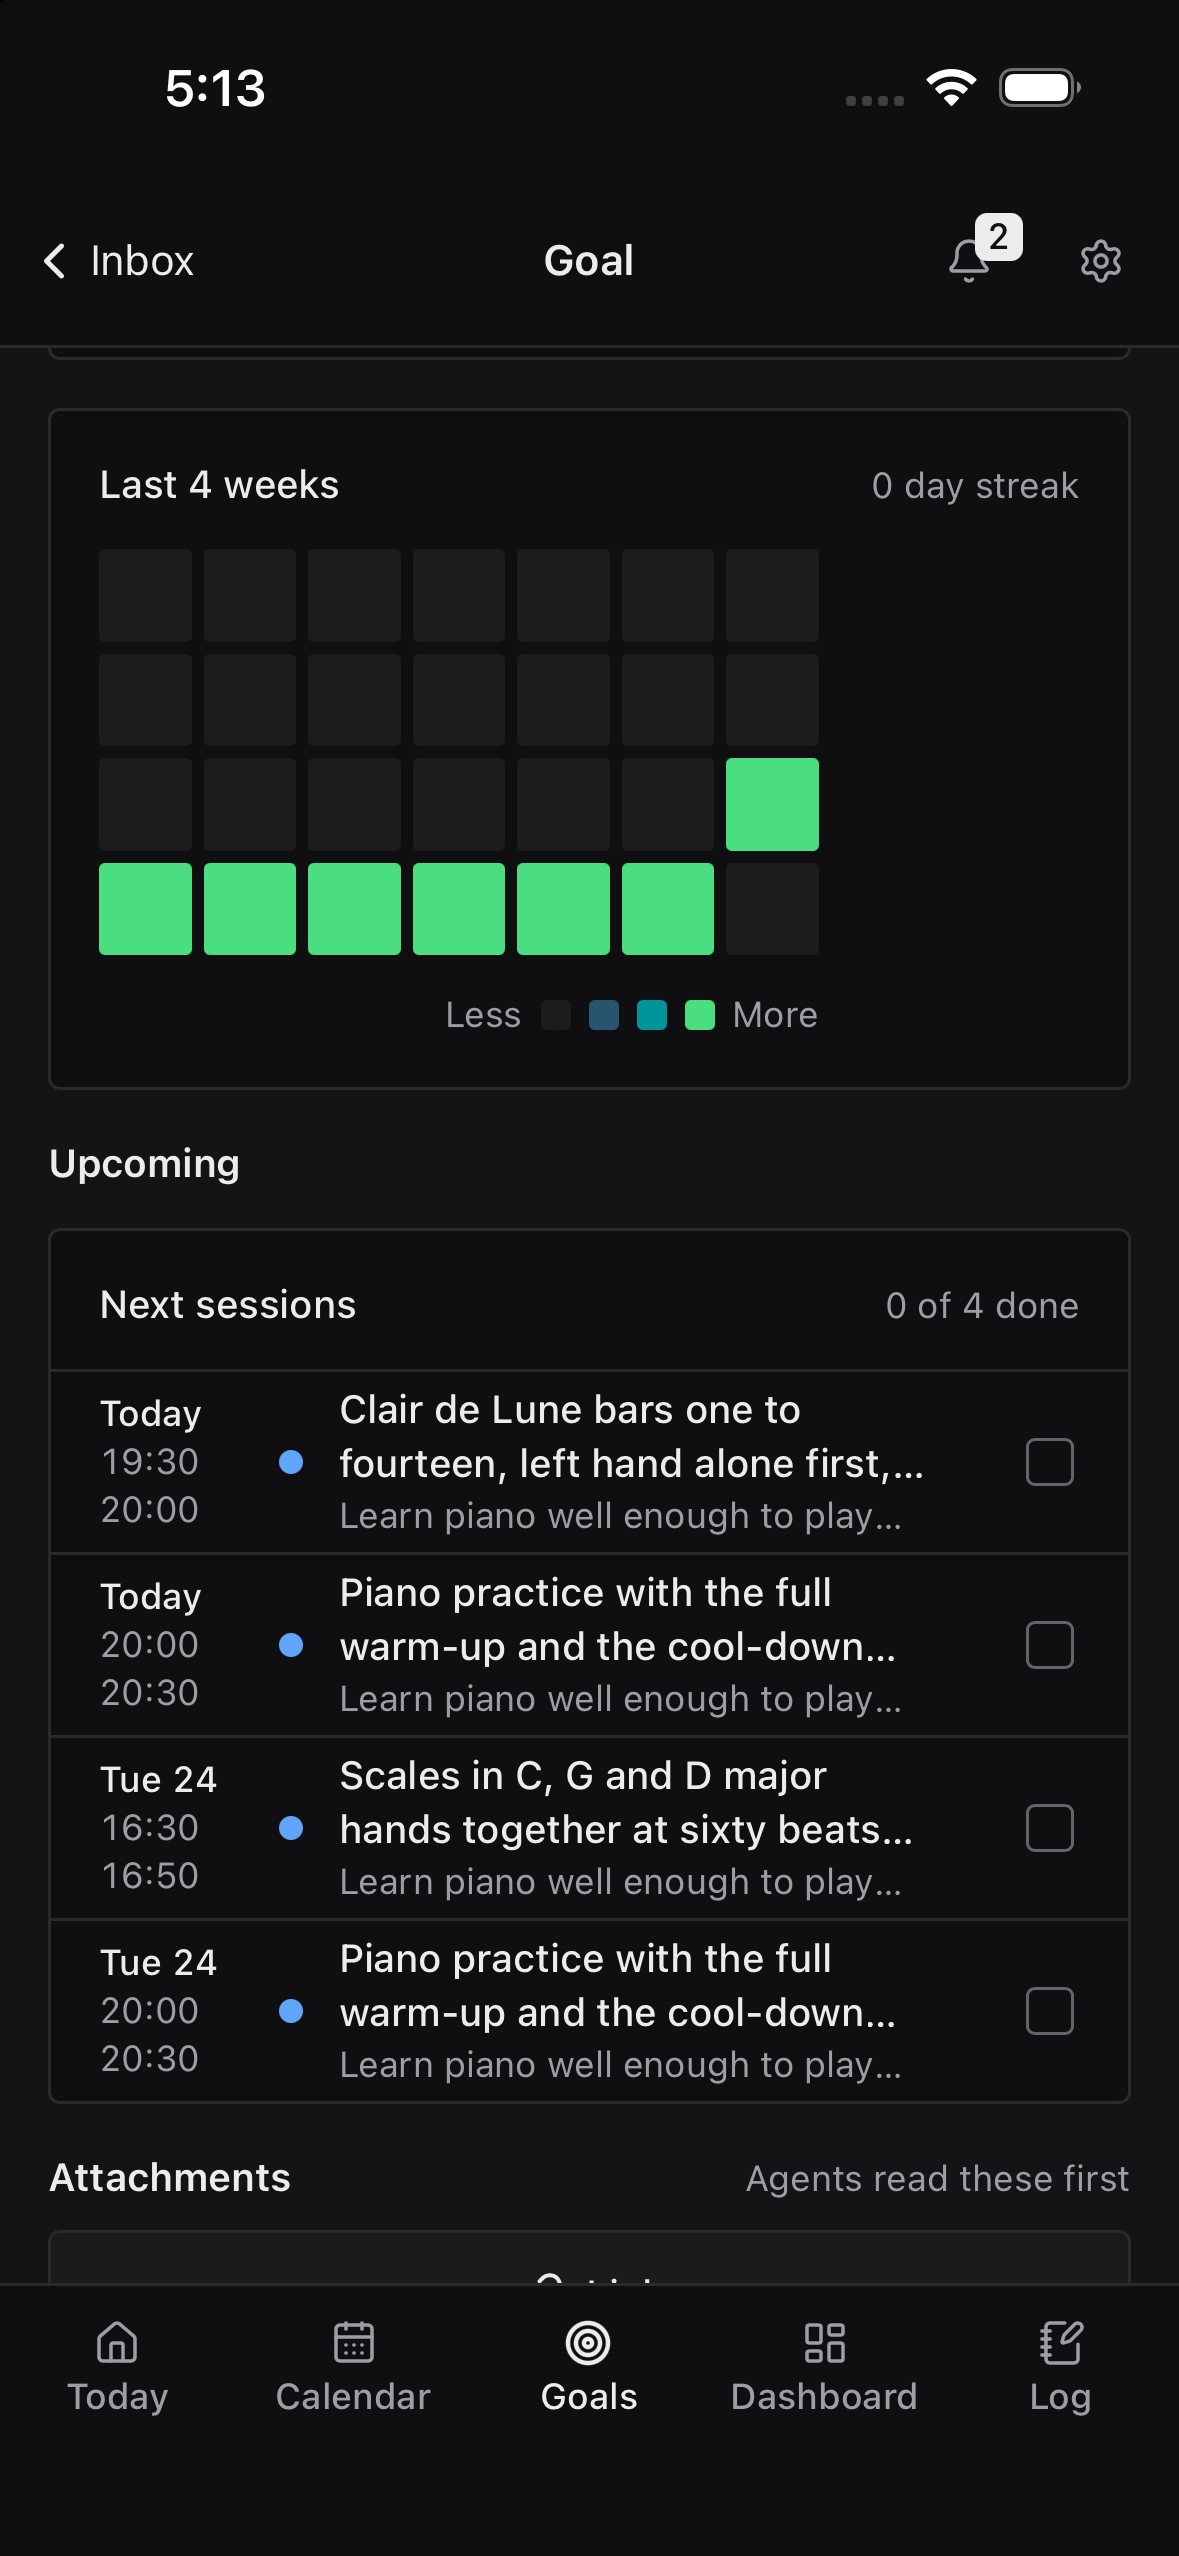 5:13
Inbox
Goal
2
Last 4 weeks
0 day streak
Less
More
Upcoming
Next sessions
0 of 4 done
Today
19:30
20:00
Clair de Lune bars one to
fourteen, left hand alone first,...
Learn piano well enough to play...
Today
20:00
20:30
Piano practice with the full
warm-up and the cool-down...
Learn piano well enough to play...
Tue 24
16:30
16:50
Scales in C, G and D major
hands together at sixty beats...
Learn piano well enough to play...
Tue 24
20:00
20:30
Piano practice with the full
warm-up and the cool-down...
Learn piano well enough to play...
Attachments
Agents read these first
Today
Calendar
Goals
Dashboard
Log